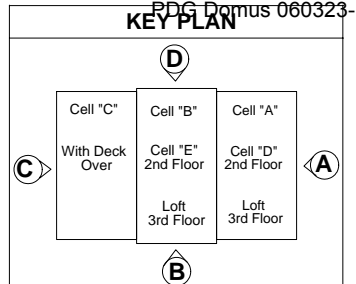 PDG Domus 060323-
KEY PLAN
D
Cell "C"
Cell "B"
Cell "A"
With Deck
Over
Cell "E"
2nd Floor
Cell "D"
2nd Floor
C
A
Loft
3rd Floor
Loft
3rd Floor
B